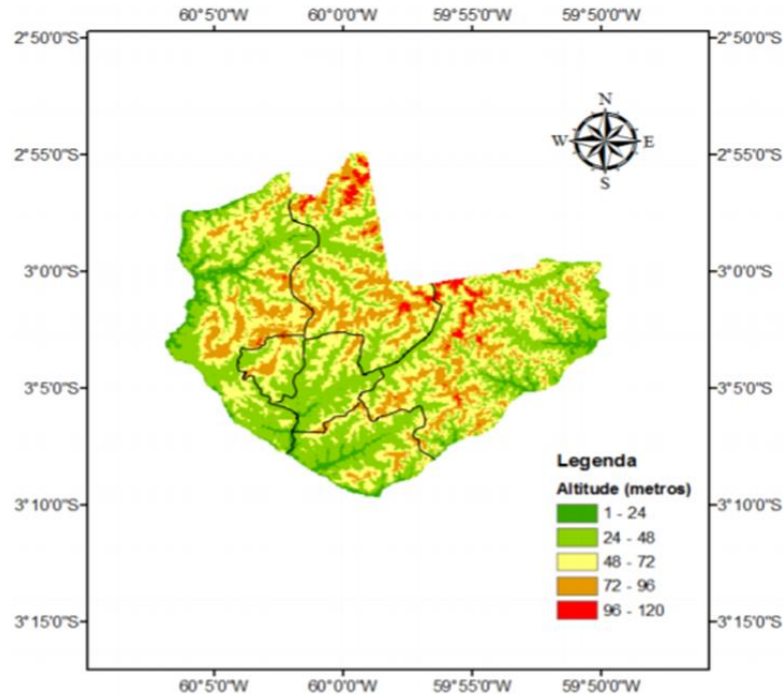 60°5'0"W 60°0'0"W 59°55'0"W 59°50'0"W
2°50'0"S 2°50'0"S
N
W E
S
2°55'0"S 2°55'0"S
3°0'0"S 3°0'0"S
3°5'0"S 3°5'0"S
Legenda
Altitude (metros)
3°10'0"S 3°10'0"S
1 - 24
24 - 48
48 - 72
72 - 96
96 - 120
3°15'0"S 3°15'0"S
60°5'0"W 60°0'0"W 59°55'0"W 59°50'0"W